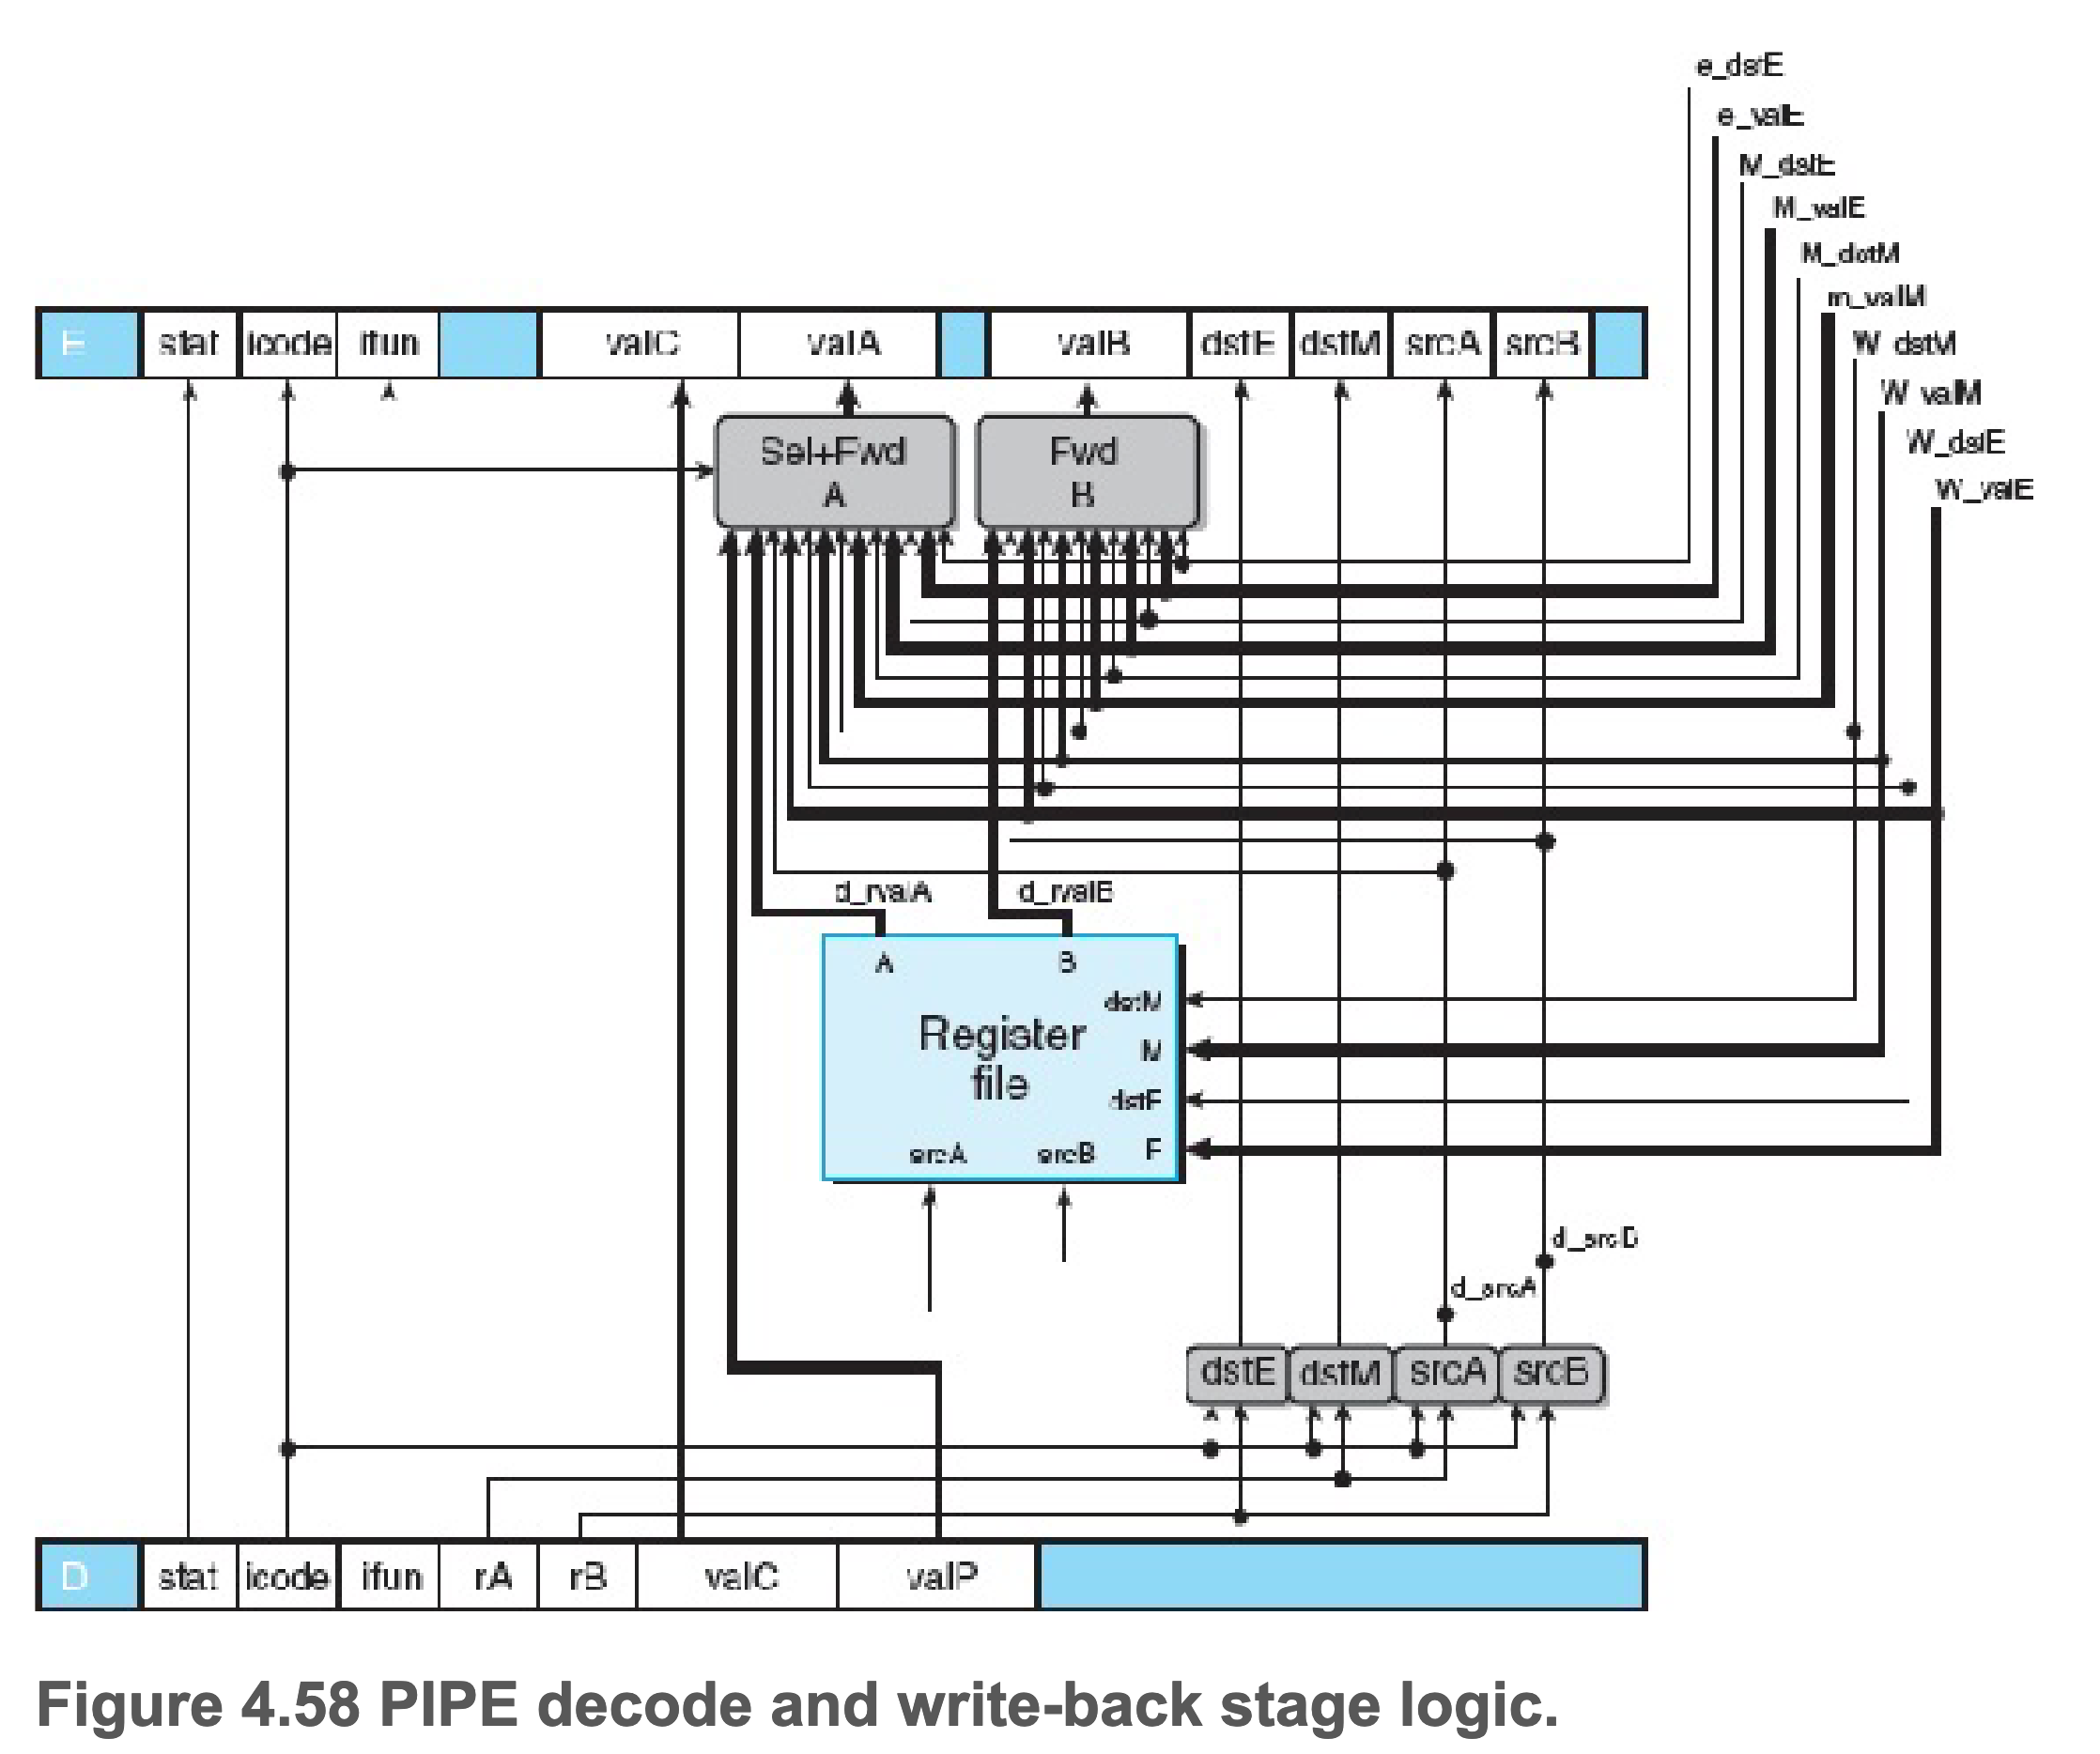 e_dstE
e_valE
M_dstE
M_valE
M_dstM
m_valM
W_dstM
W_valM
W_dstE
W_valE
E stat icode ifun valC valA valB dstE dstM srcA srcB
Sel+Fwd
A
Fwd
B
d_rvalA d_rvalB
A B
dstM
Register
file
M
dstE
E
srcA srcB
d_srcB
d_srcA
dstE dstM srcA srcB
D stat icode ifun rA rB valC valP
Figure 4.58 PIPE decode and write-back stage logic.